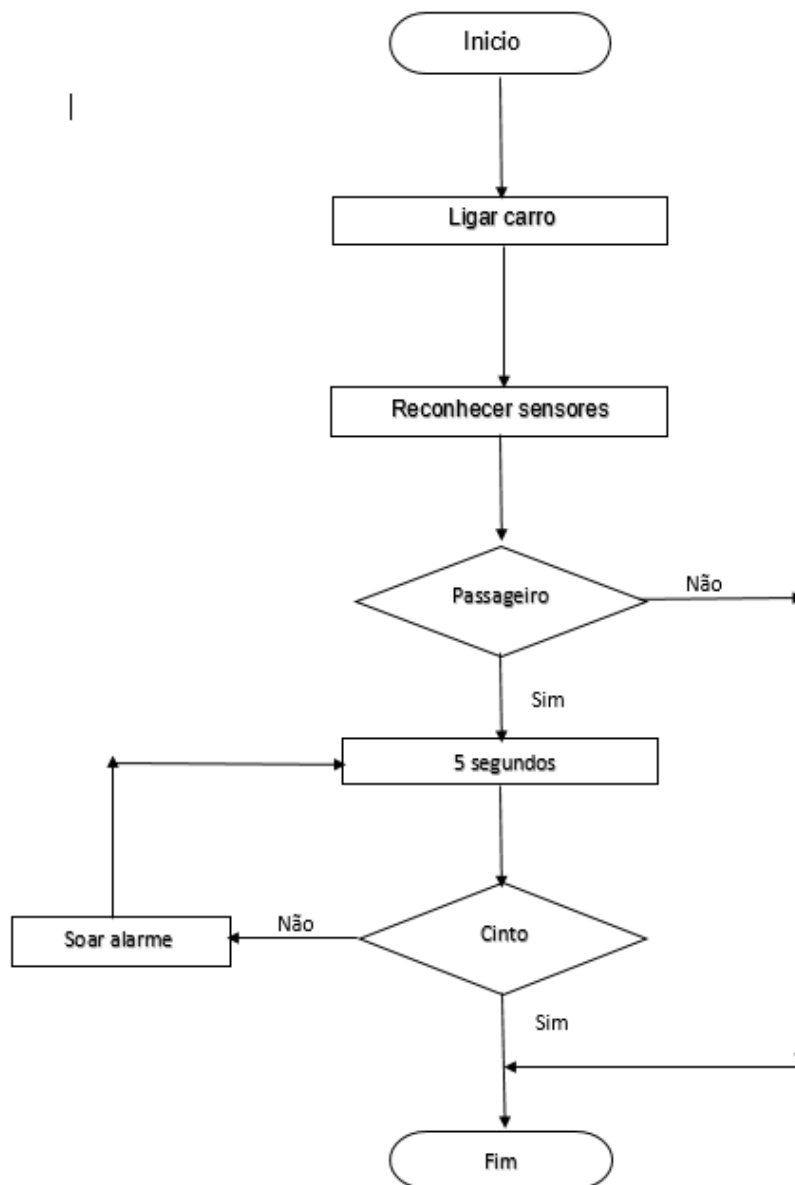 Inicio
Ligar carro
Reconhecer sensores
Passageiro
Não
Sim
5 segundos
Soar alarme
Não
Cinto
Sim
Fim